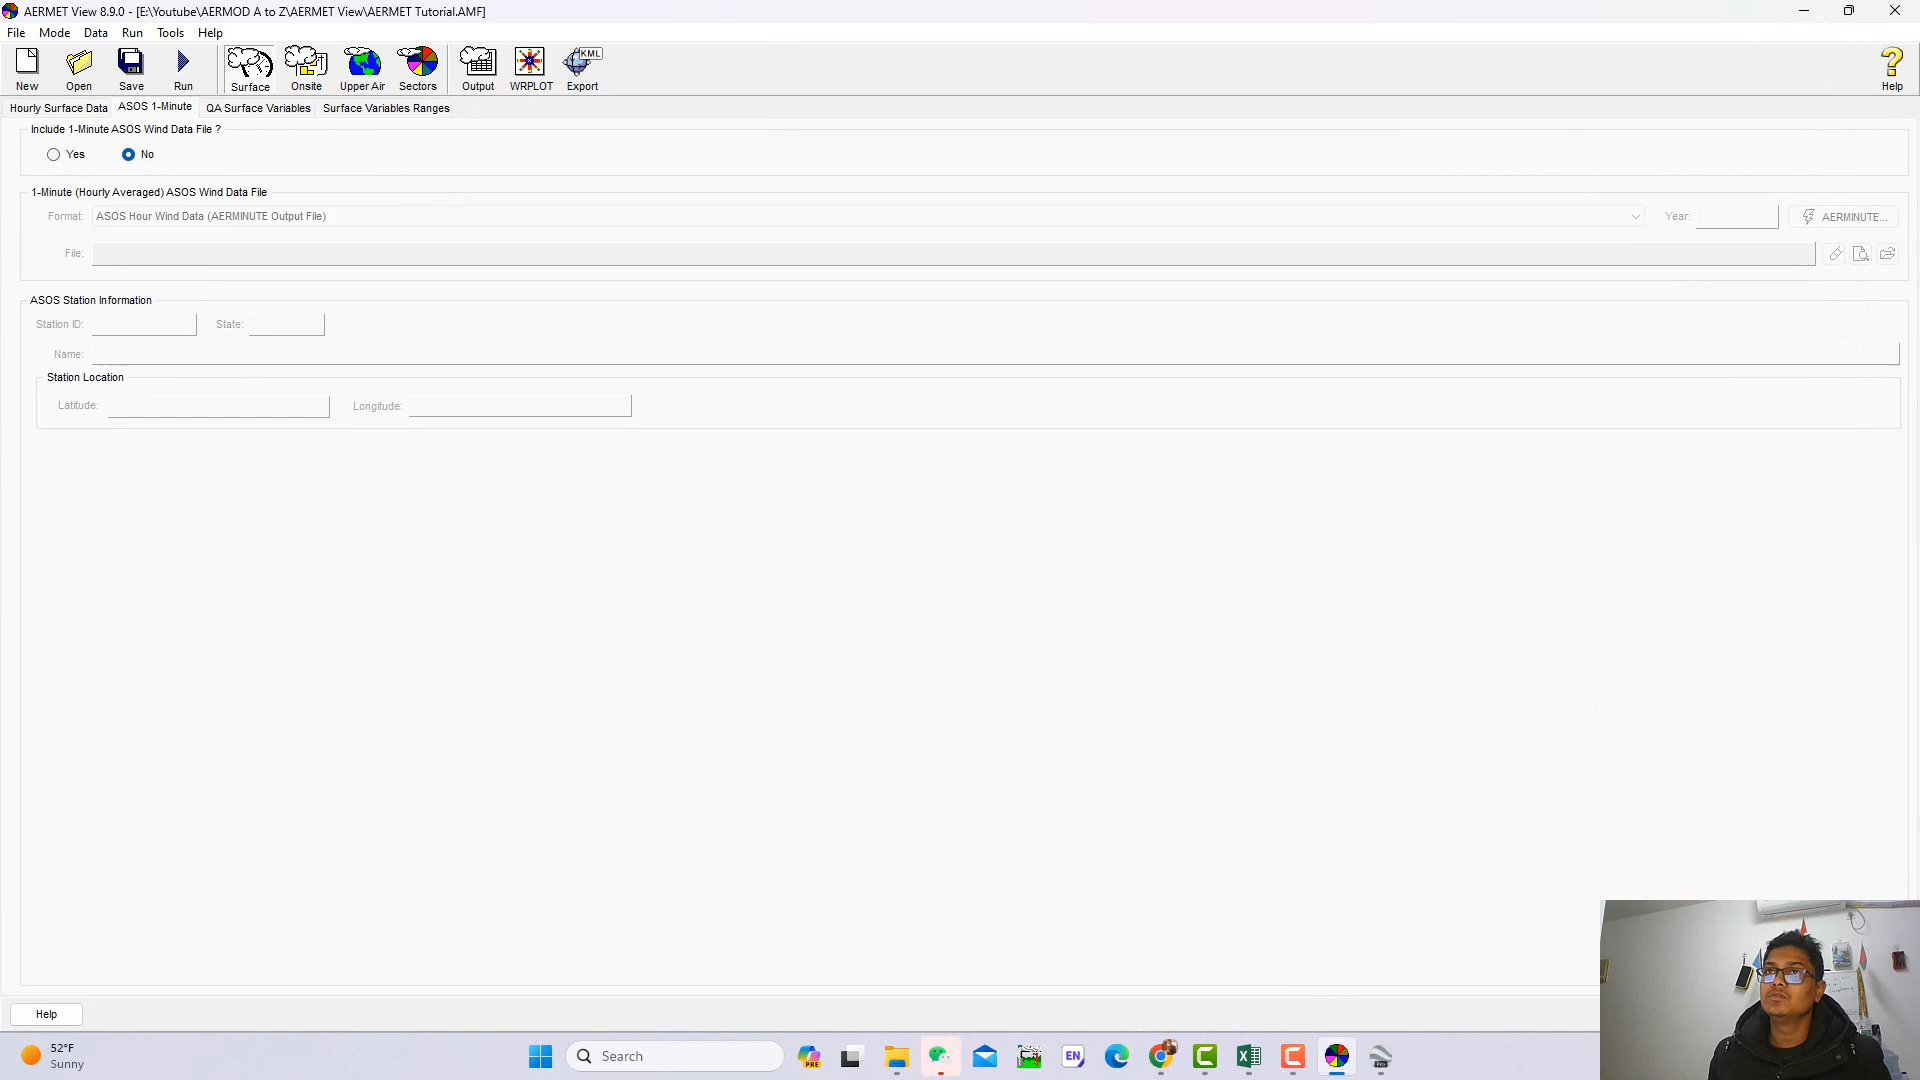 AERMET View 8.9.0 - [E:\Youtube\AERMOD A to Z\AERMET View\AERMET Tutorial.AMF]
File Mode Data Run Tools Help
KML
New Open Save Run Surface Onsite Upper Air Sectors Output WRPLOT Export Help
Hourly Surface Data ASOS 1-Minute QA Surface Variables Surface Variables Ranges
Include 1-Minute ASOS Wind Data File ?
Yes No
1-Minute (Hourly Averaged) ASOS Wind Data File
Format: ASOS Hour Wind Data (AERMINUTE Output File) Year: AERMINUTE...
File:
ASOS Station Information
Station ID: State:
Name:
Station Location
Latitude: Longitude:
Help
52°F
Sunny
Search
PRE
EN